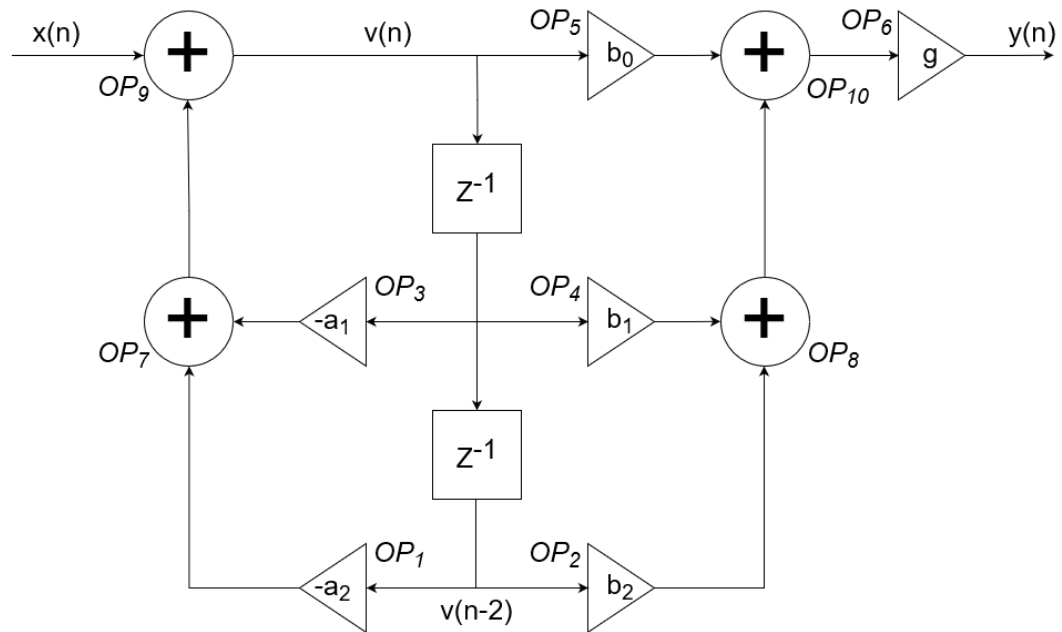 x(n)
+
OP9
v(n)
OP5
b0
+
OP10
OP6
g
y(n)
Z-1
+
OP7
-a1
OP3
OP4
b1
+
OP8
Z-1
-a2
OP1
v(n-2)
OP2
b2